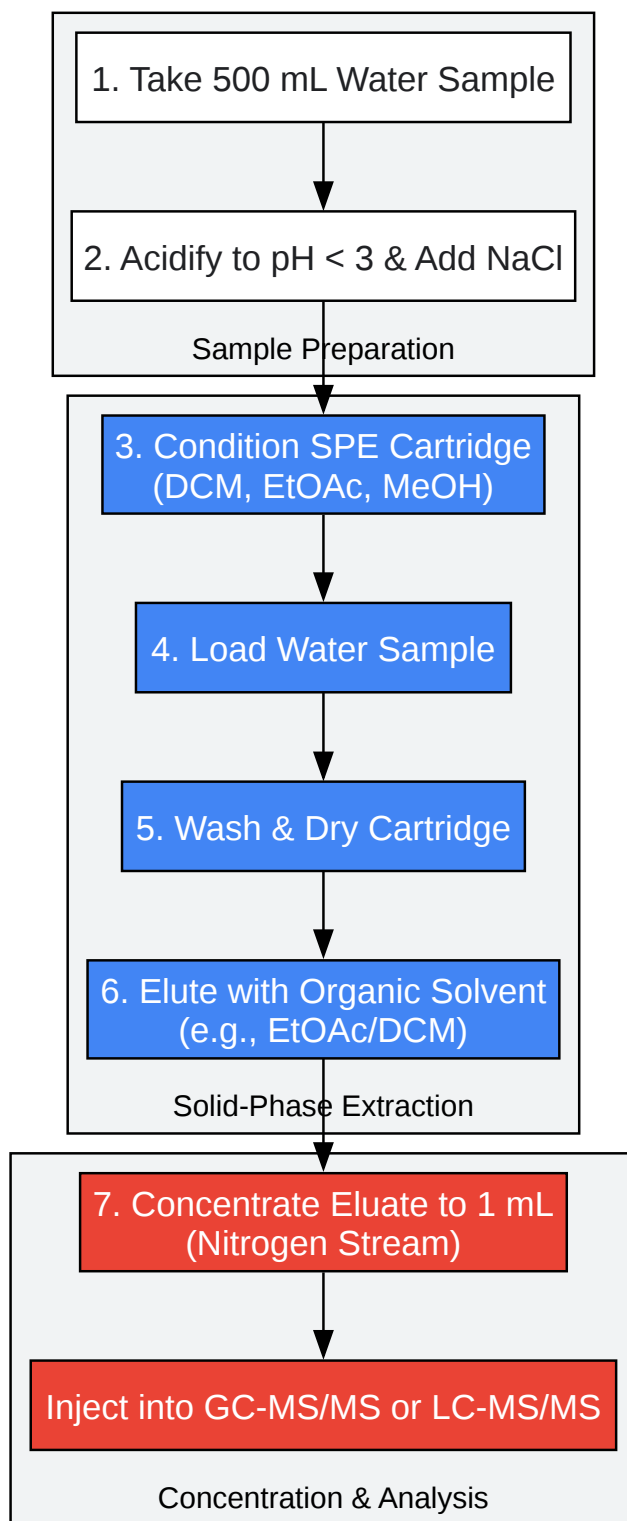 1. Take 500 mL Water Sample
2. Acidify to pH < 3 & Add NaCl
Sample Preparation
3. Condition SPE Cartridge
(DCM, EtOAc, MeOH)
4. Load Water Sample
5. Wash & Dry Cartridge
6. Elute with Organic Solvent
(e.g., EtOAc/DCM)
Solid-Phase Extraction
7. Concentrate Eluate to 1 mL
(Nitrogen Stream)
Inject into GC-MS/MS or LC-MS/MS
Concentration & Analysis